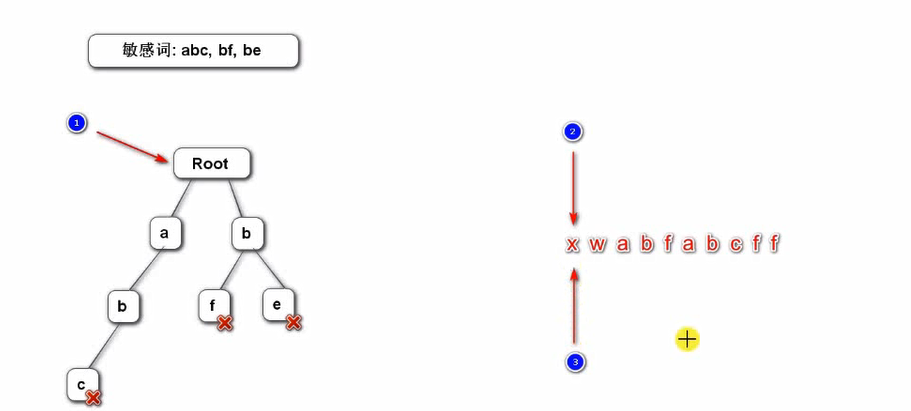 敏感词: abc, bf, be
1
2
Root
a
b
x w a b f a b c f f
b
f
e
3
c